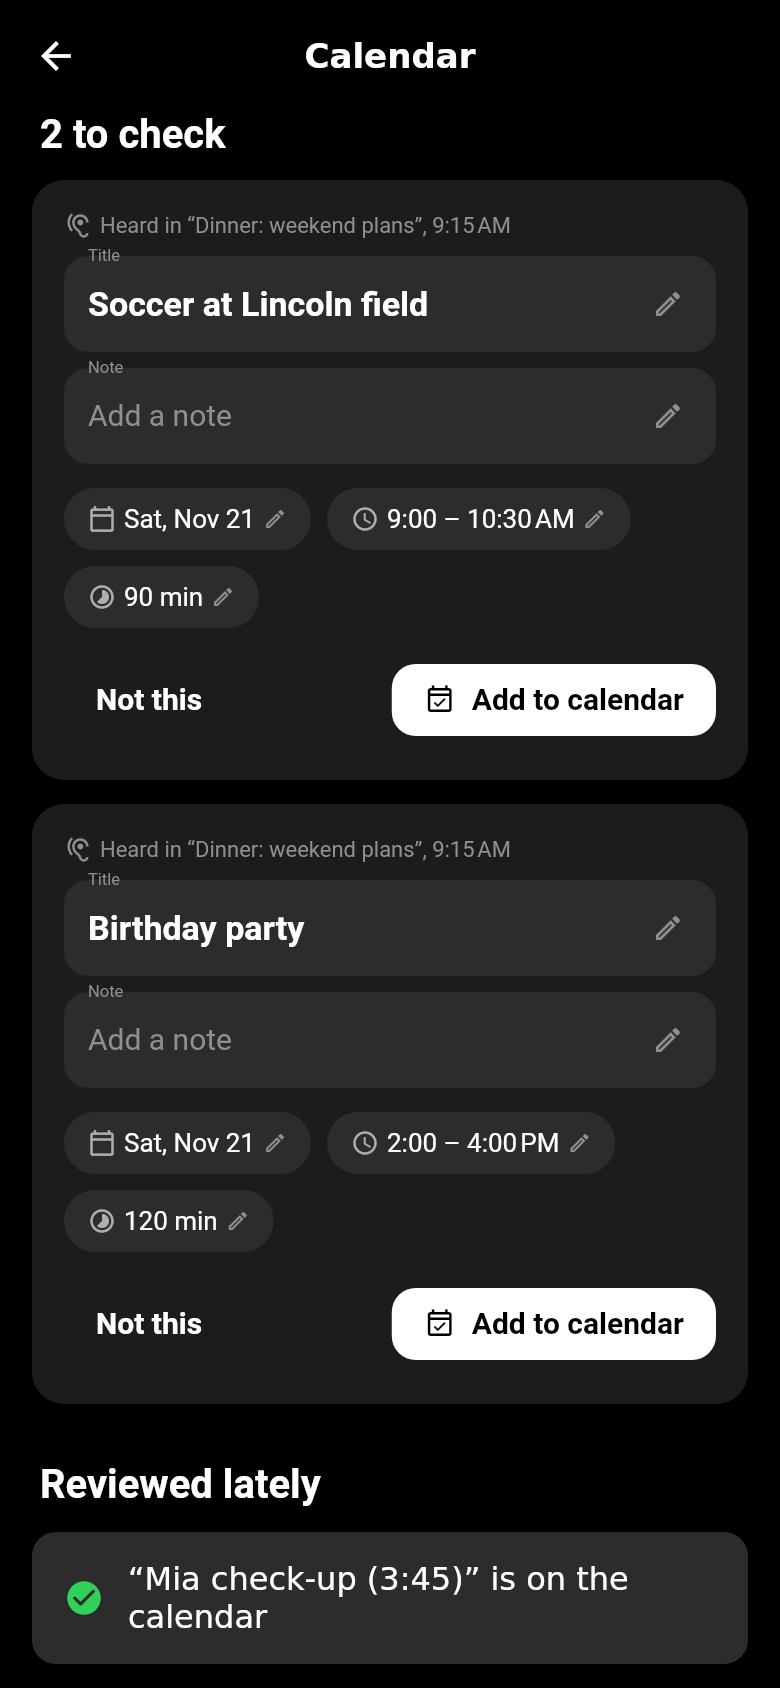 Calendar
2 to check
Heard in “Dinner: weekend plans”, 9:15 AM
Title
Soccer at Lincoln field
Note
Add a note
Sat, Nov 21
9:00 – 10:30 AM
90 min
Not this
Add to calendar
Heard in “Dinner: weekend plans”, 9:15 AM
Title
Birthday party
Note
Add a note
Sat, Nov 21
2:00 – 4:00 PM
120 min
Not this
Add to calendar
Reviewed lately
“Mia check-up (3:45)” is on the
calendar